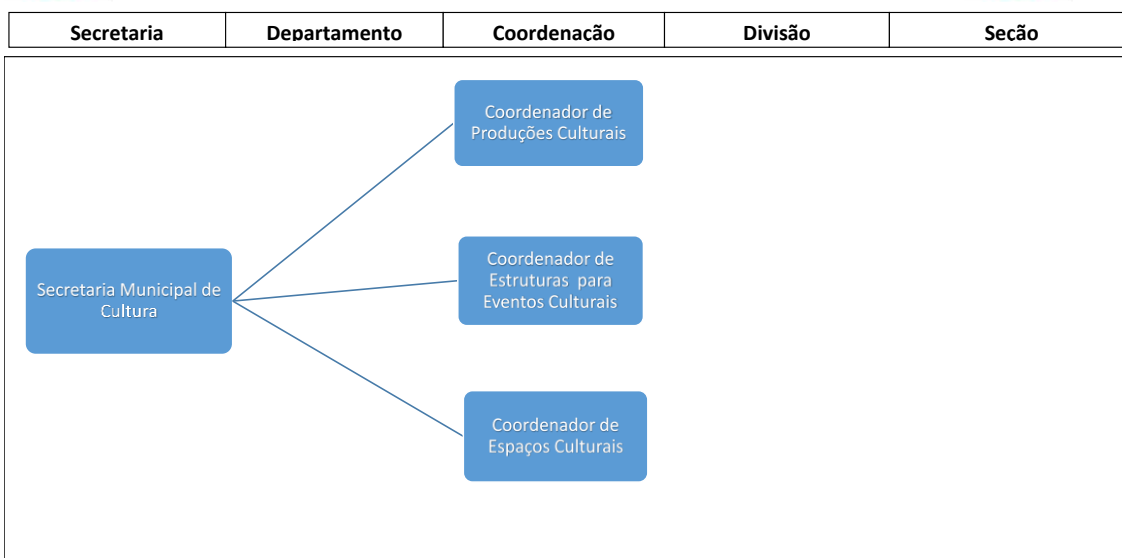 Secretaria Departamento Coordenação Divisão Seção
Coordenador de
Produções Culturais
Coordenador de
Estruturas para
Eventos Culturais
Secretaria Municipal de
Cultura
Coordenador de
Espaços Culturais